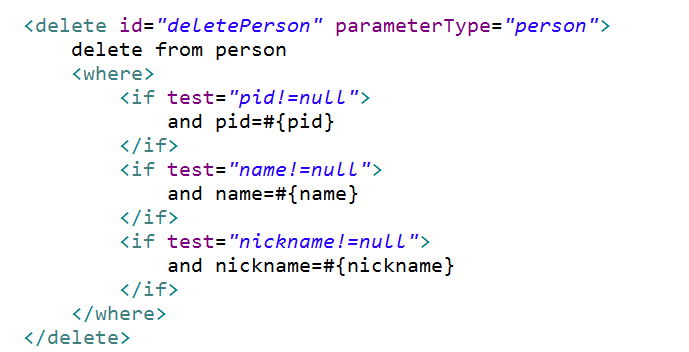 <delete id="deletePerson" parameterType="person">
    delete from person
    <where>
        <if test="pid!=null">
            and pid=#{pid}
        </if>
        <if test="name!=null">
            and name=#{name}
        </if>
        <if test="nickname!=null">
            and nickname=#{nickname}
        </if>
    </where>
</delete>